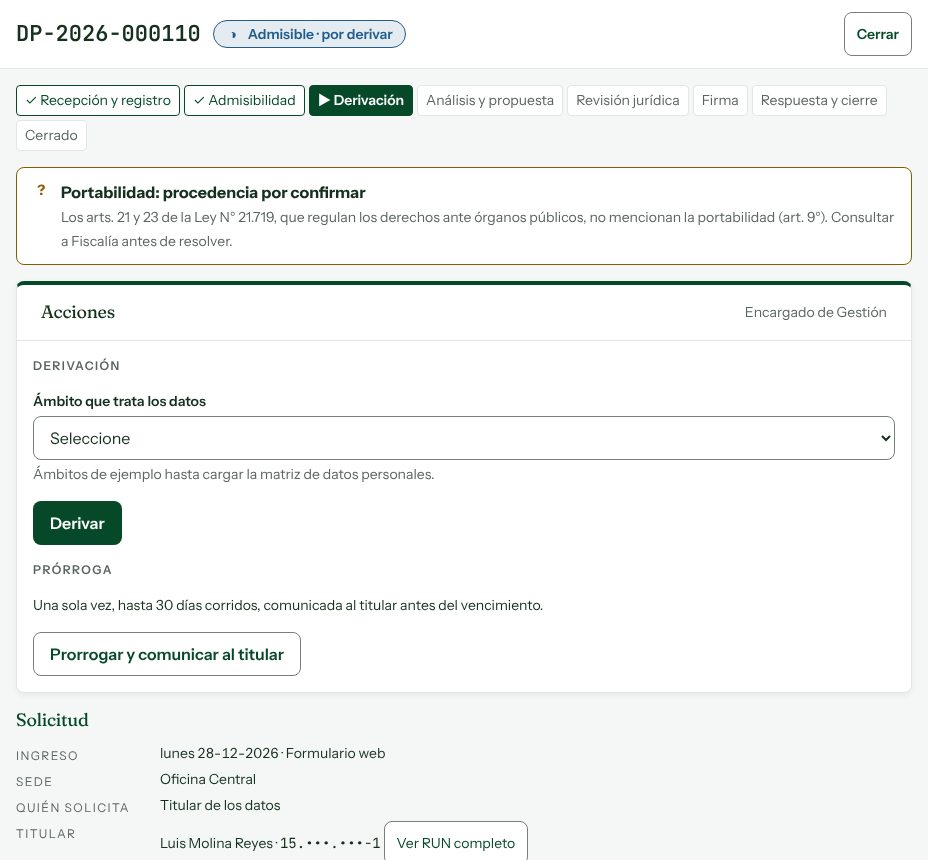 DP-2026-000110
Admisible · por derivar
Cerrar
✓ Recepción y registro
✓ Admisibilidad
▶ Derivación
Análisis y propuesta
Revisión jurídica
Firma
Respuesta y cierre
Cerrado
? Portabilidad: procedencia por confirmar
Los arts. 21 y 23 de la Ley N° 21.719, que regulan los derechos ante órganos públicos, no mencionan la portabilidad (art. 9°). Consultar
a Fiscalía antes de resolver.
Acciones
Encargado de Gestión
DERIVACIÓN
Ámbito que trata los datos
Seleccione
Ámbitos de ejemplo hasta cargar la matriz de datos personales.
Derivar
PRÓRROGA
Una sola vez, hasta 30 días corridos, comunicada al titular antes del vencimiento.
Prorrogar y comunicar al titular
Solicitud
INGRESO lunes 28-12-2026 · Formulario web
SEDE Oficina Central
QUIÉN SOLICITA Titular de los datos
TITULAR Luis Molina Reyes · 15.•••.•••-1 Ver RUN completo